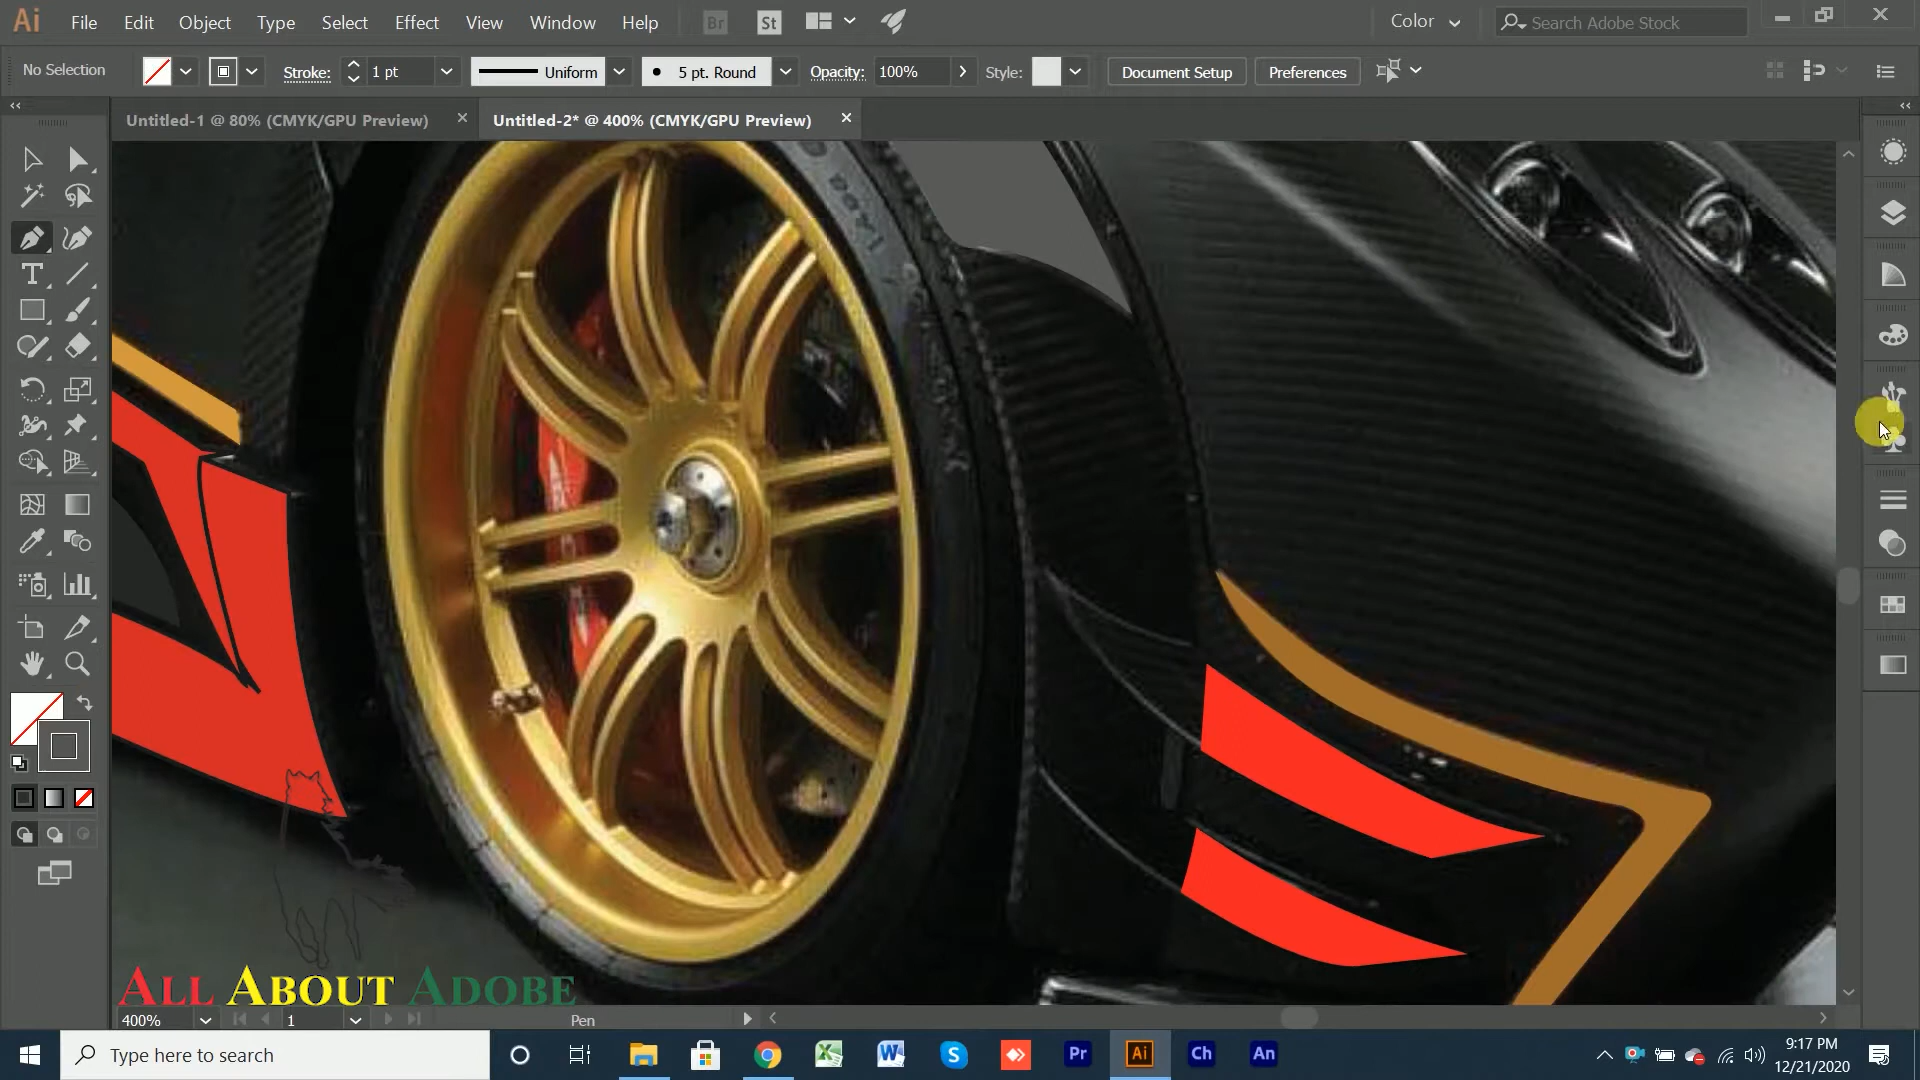 Ai File Edit Object Type Select Effect View Window Help Br St Color Search Adobe Stock
No Selection Stroke: 1 pt Uniform 5 pt. Round Opacity: 100% Style: Document Setup Preferences
Untitled-1 @ 80% (CMYK/GPU Preview) Untitled-2* @ 400% (CMYK/GPU Preview)
ALL ABOUT ADOBE
400% 1 Pen
Type here to search Pr Ai Ch An 9:17 PM
12/21/2020